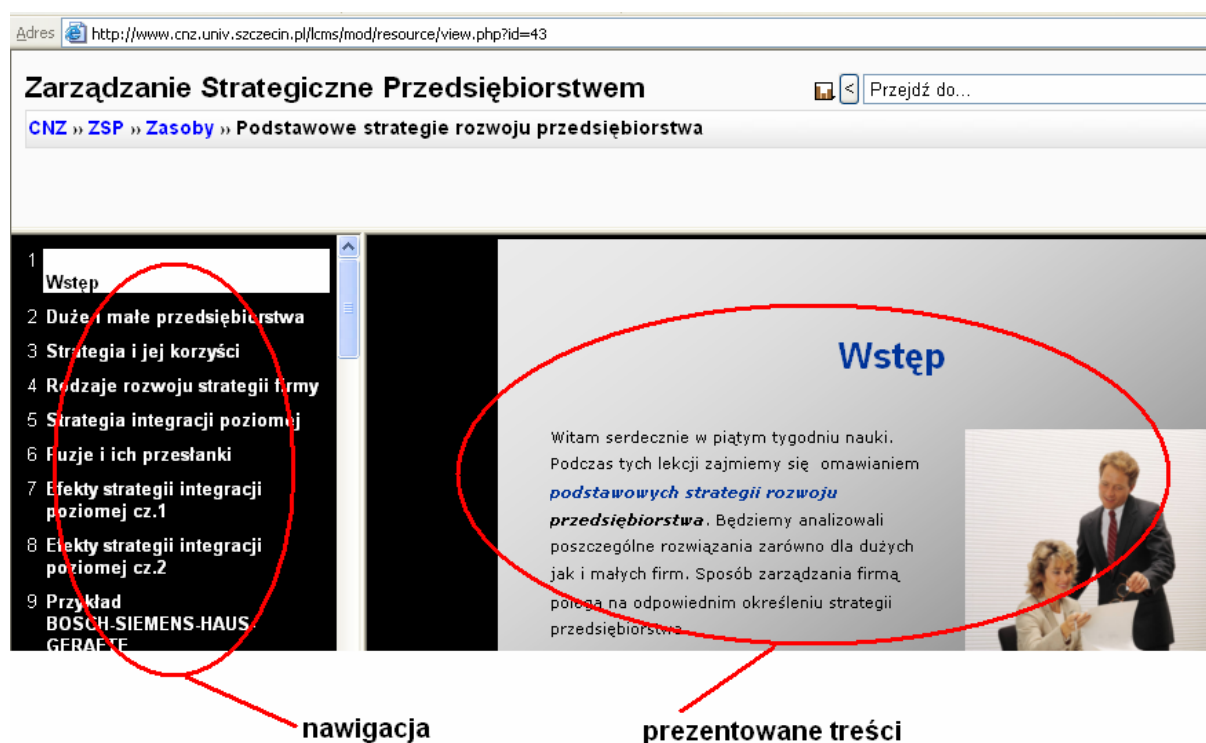 Adres http://www.cnz.univ.szczecin.pl/lcms/mod/resource/view.php?id=43
Zarządzanie Strategiczne Przedsiębiorstwem
< Przejdź do...
CNZ » ZSP » Zasoby » Podstawowe strategie rozwoju przedsiębiorstwa
1
Wstęp
2 Duże i małe przedsiębiorstwa
3 Strategia i jej korzyści
4 Rodzaje rozwoju strategii firmy
5 Strategia integracji poziomej
6 Fuzje i ich przesłanki
7 Efekty strategii integracji
poziomej cz.1
8 Efekty strategii integracji
poziomej cz.2
9 Przykład
BOSCH-SIEMENS-HAUS-
GERAETE
Wstęp
Witam serdecznie w piątym tygodniu nauki.
Podczas tych lekcji zajmiemy się omawianiem
podstawowych strategii rozwoju
przedsiębiorstwa. Będziemy analizowali
poszczególne rozwiązania zarówno dla dużych
jak i małych firm. Sposób zarządzania firmą
polega na odpowiednim określeniu strategii
przedsiębiorstwa.
nawigacja
prezentowane treści